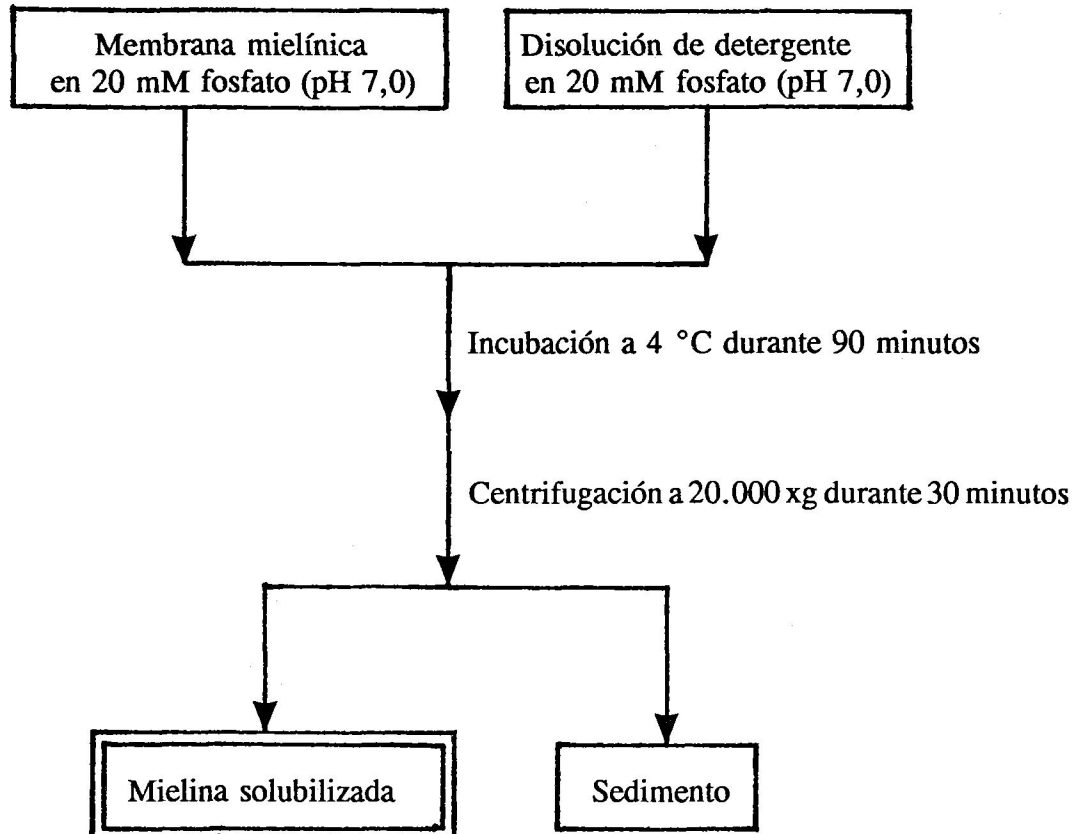 Membrana mielínica
en 20 mM fosfato (pH 7,0)
Disolución de detergente
en 20 mM fosfato (pH 7,0)
Incubación a 4 °C durante 90 minutos
Centrifugación a 20.000 xg durante 30 minutos
Mielina solubilizada
Sedimento